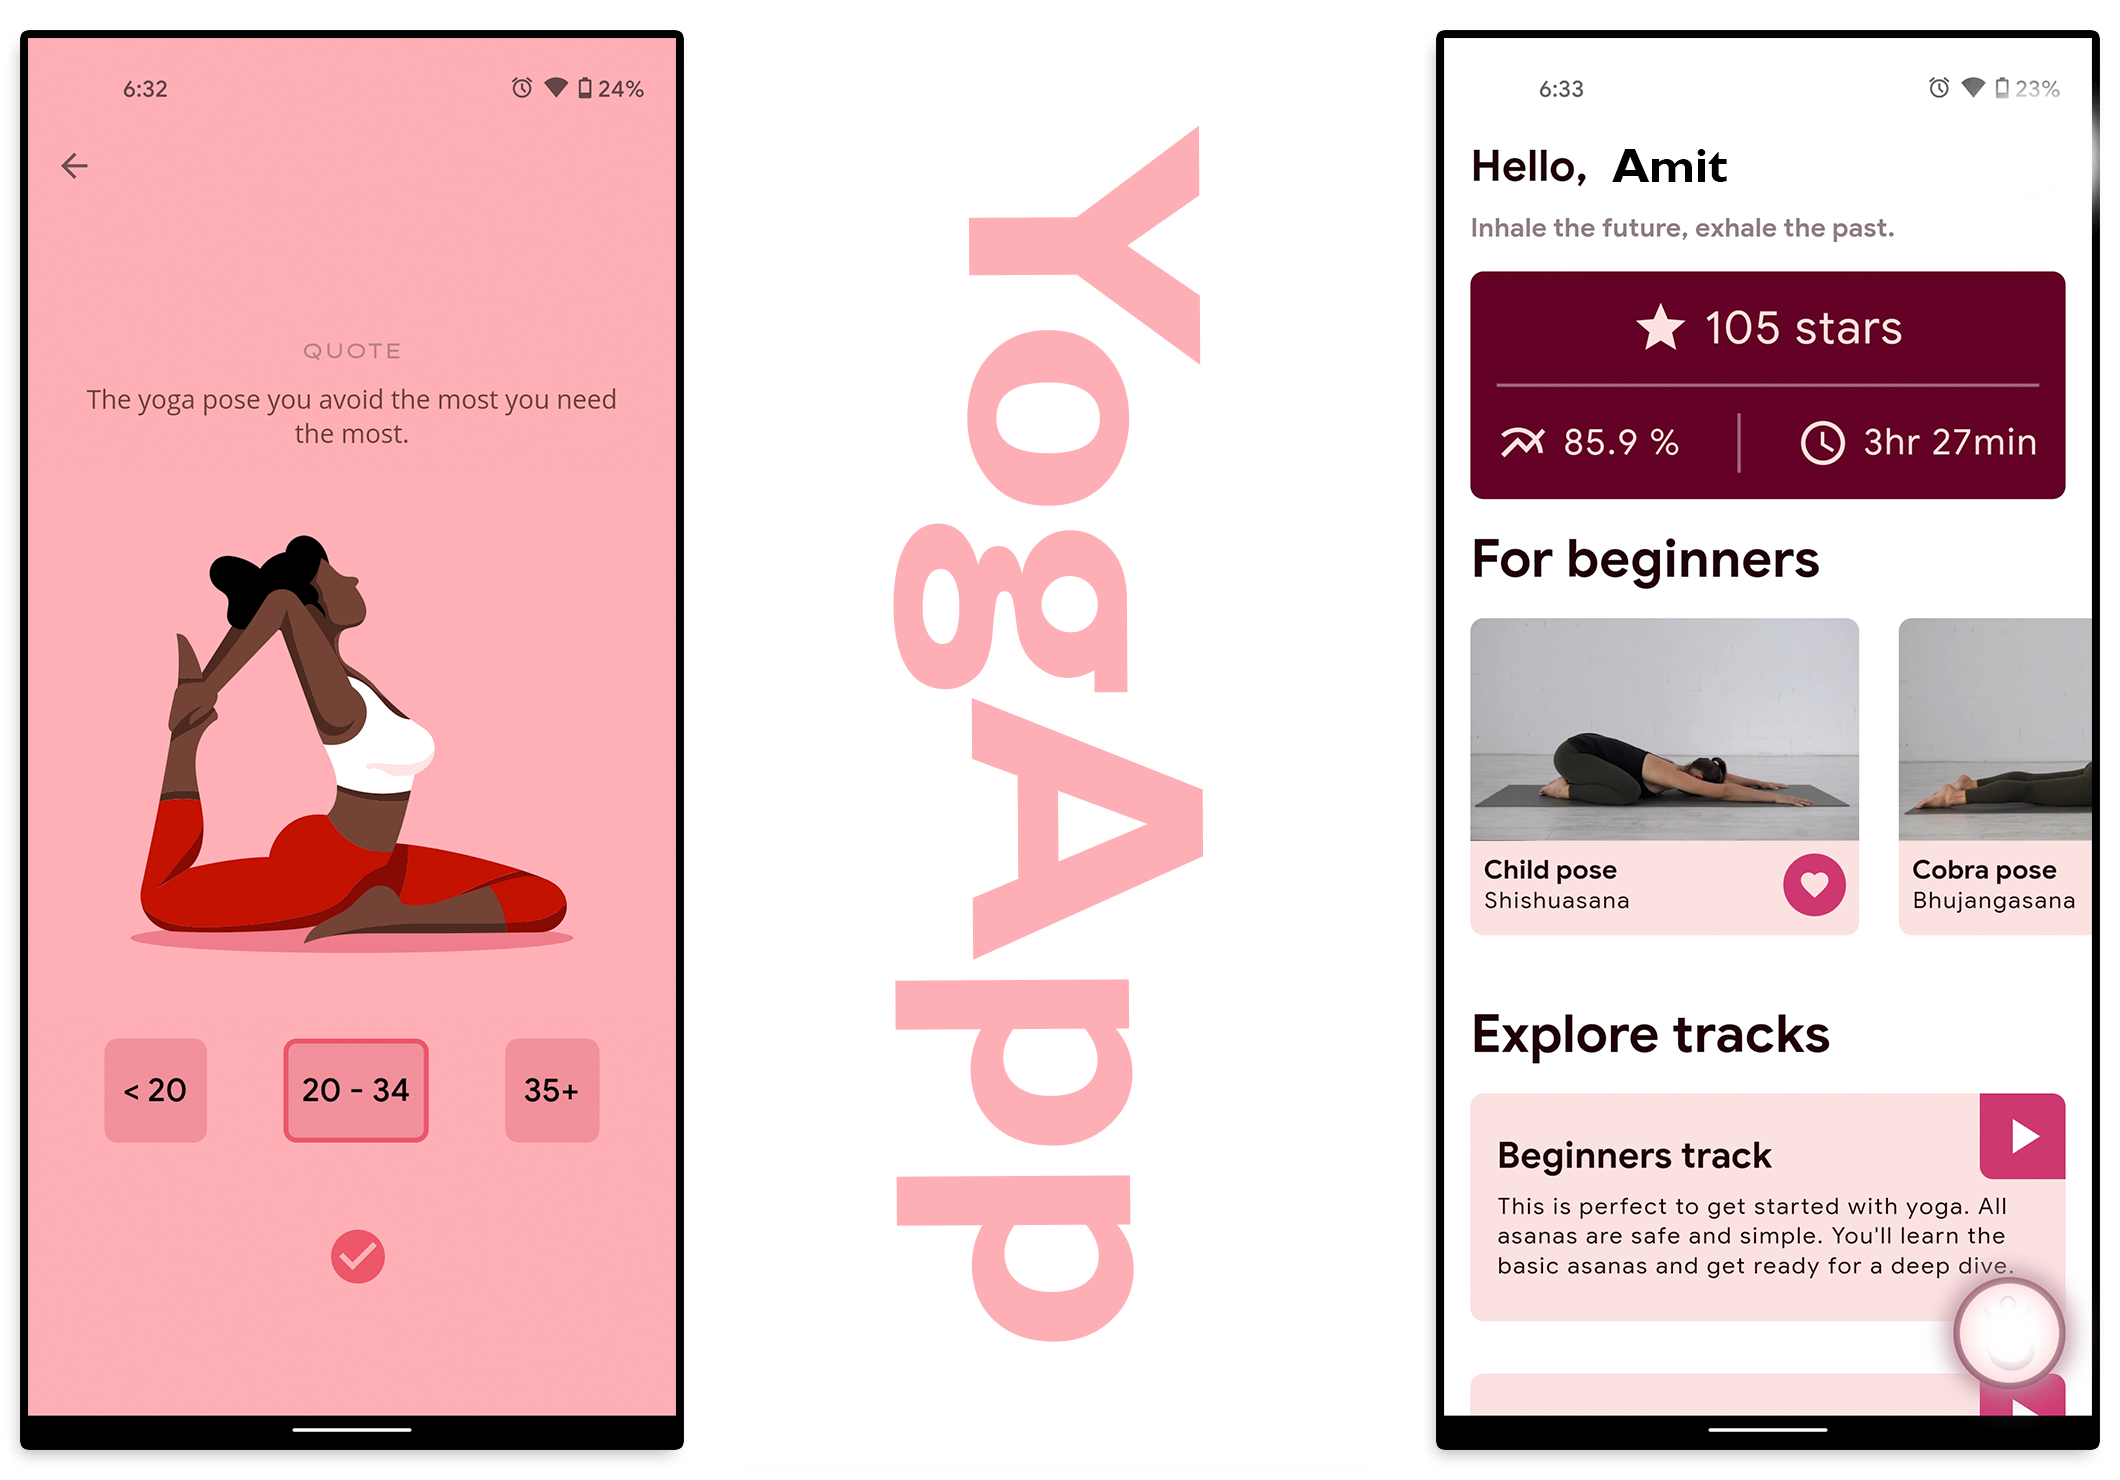 6:32
24%
QUOTE
The yoga pose you avoid the most you need
the most.
< 20
20 - 34
35+
YogApp
6:33
23%
Hello, Amit
Inhale the future, exhale the past.
105 stars
85.9 %
3hr 27min
For beginners
Child pose
Shishuasana
Cobra pose
Bhujangasana
Explore tracks
Beginners track
This is perfect to get started with yoga. All
asanas are safe and simple. You'll learn the
basic asanas and get ready for a deep dive.